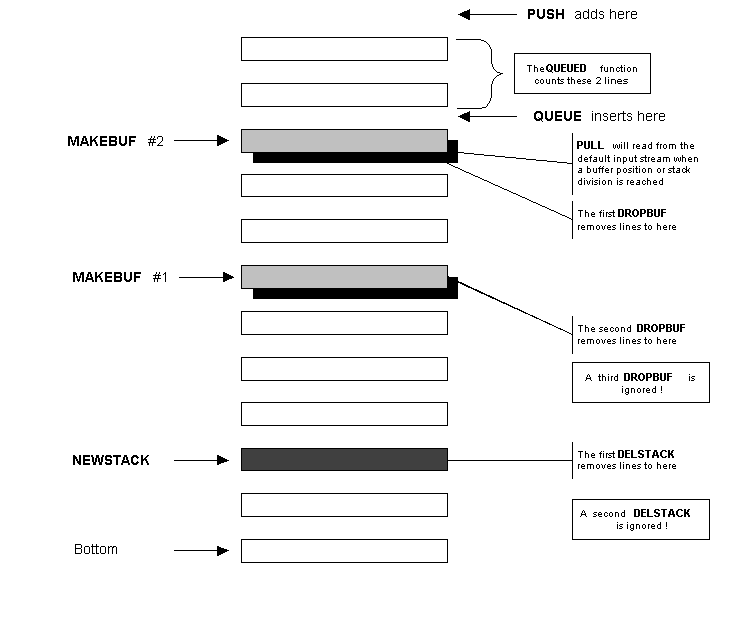 PUSH adds here
The QUEUED function
counts these 2 lines
QUEUE inserts here
MAKEBUF #2
PULL will read from the
default input stream when
a buffer position or stack
division is reached
The first DROPBUF
removes lines to here
MAKEBUF #1
The second DROPBUF
removes lines to here
A third DROPBUF is
ignored !
NEWSTACK
The first DELSTACK
removes lines to here
A second DELSTACK
is ignored !
Bottom